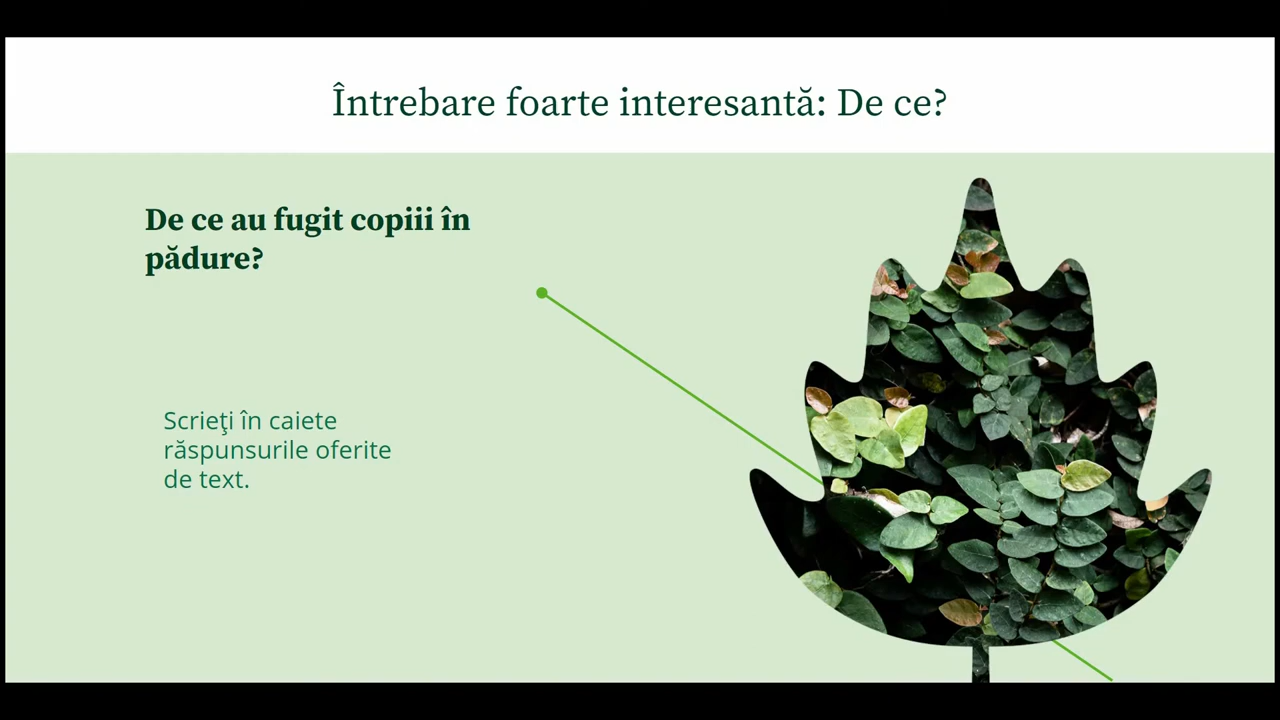 Întrebare foarte interesantă: De ce?
De ce au fugit copiii în
pădure?
Scrieţi în caiete
răspunsurile oferite
de text.